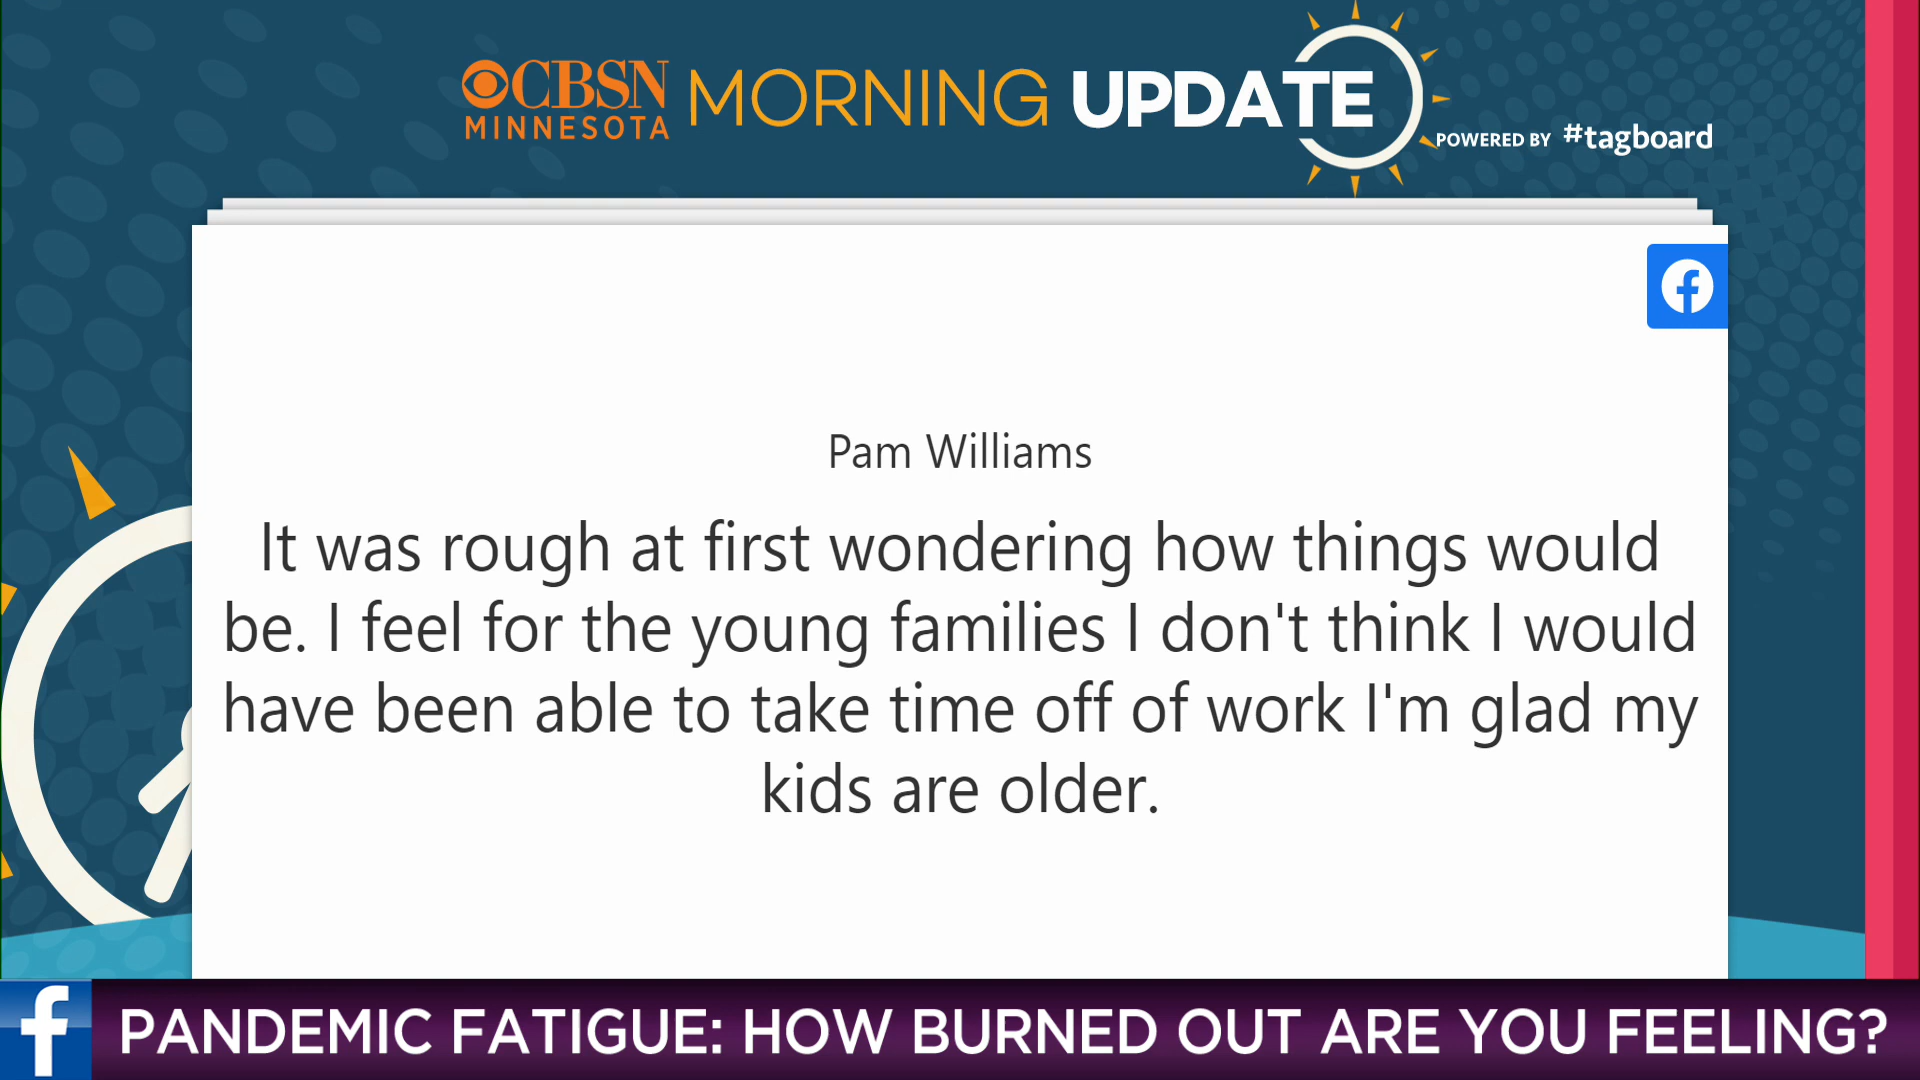 CBSN
MINNESOTA
MORNING UPDATE
POWERED BY #tagboard
Pam Williams
It was rough at first wondering how things would
be. I feel for the young families I don't think I would
have been able to take time off of work I'm glad my
kids are older.
PANDEMIC FATIGUE: HOW BURNED OUT ARE YOU FEELING?